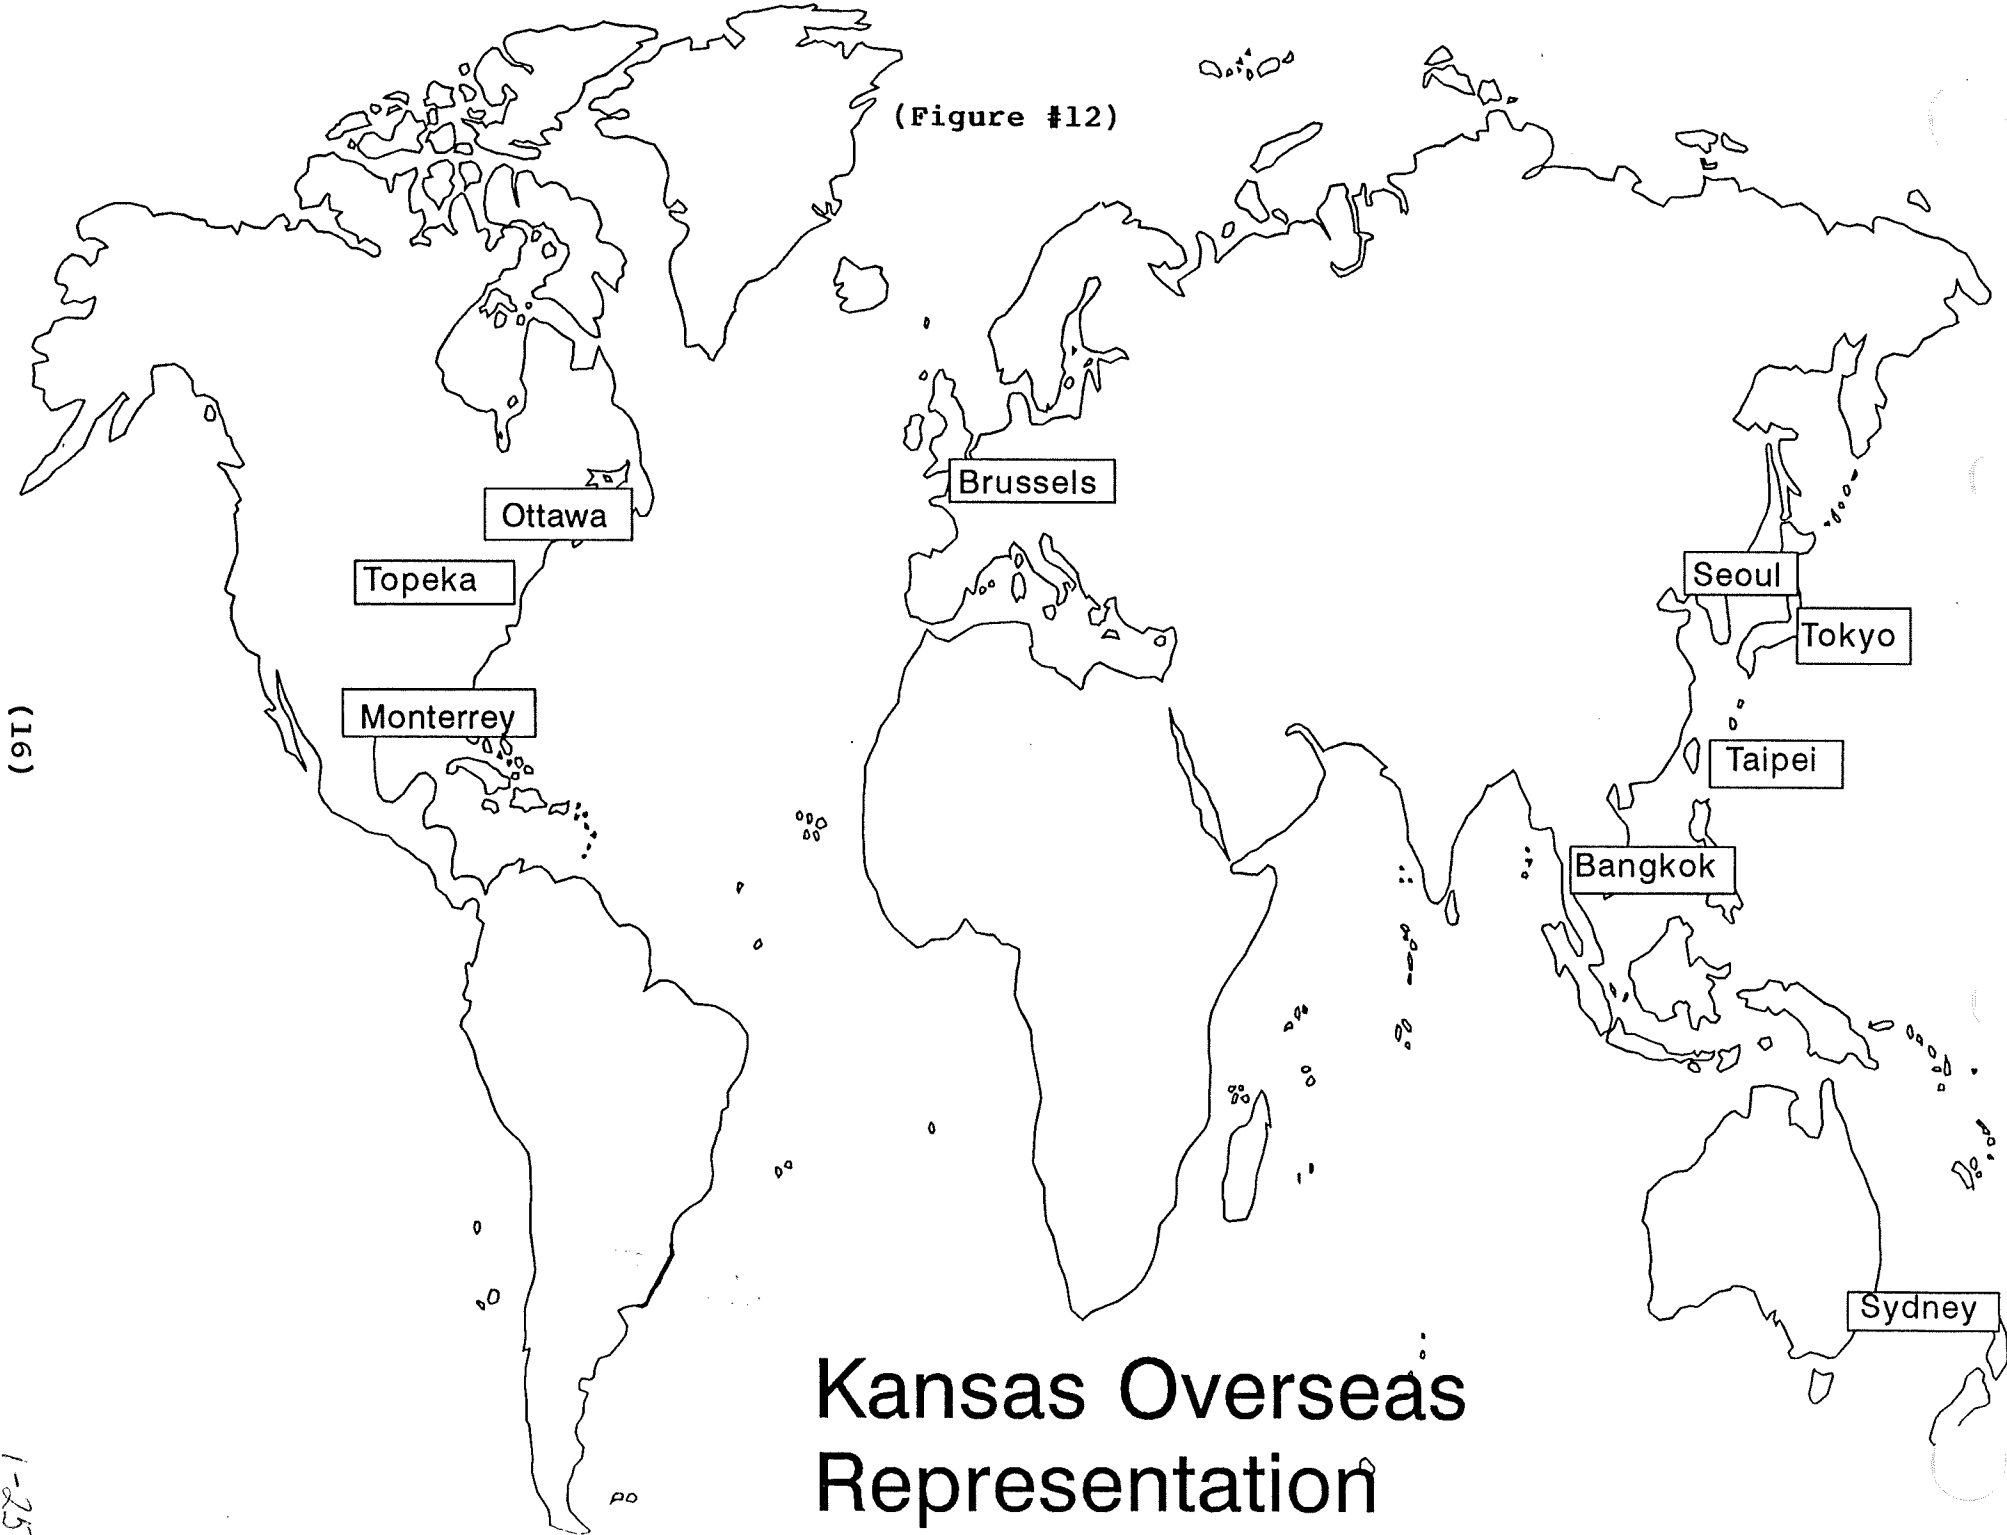 (Figure #12)
Brussels
Ottawa
Topeka
Seoul
Tokyo
Monterrey
Taipei
Bangkok
Sydney
Kansas Overseas
Representation
(16)
1-25